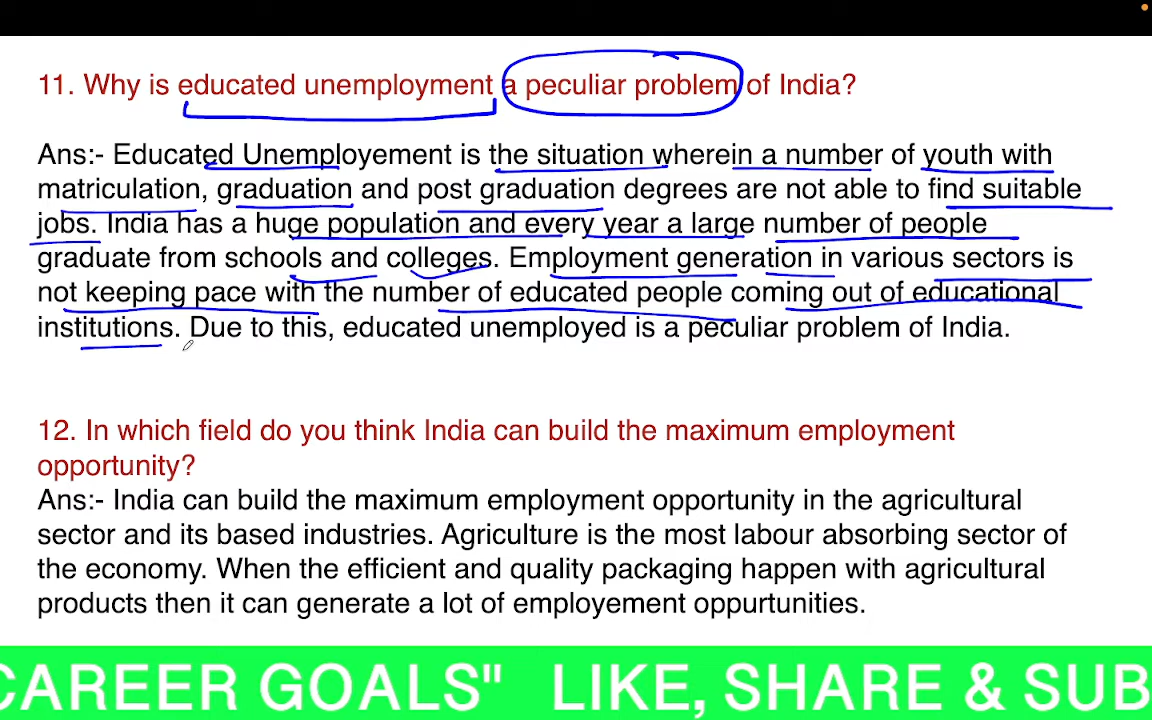 11. Why is educated unemployment a peculiar problem of India?
Ans:- Educated Unemployement is the situation wherein a number of youth with
matriculation, graduation and post graduation degrees are not able to find suitable
jobs. India has a huge population and every year a large number of people
graduate from schools and colleges. Employment generation in various sectors is
not keeping pace with the number of educated people coming out of educational
institutions. Due to this, educated unemployed is a peculiar problem of India.
12. In which field do you think India can build the maximum employment
opportunity?
Ans:- India can build the maximum employment opportunity in the agricultural
sector and its based industries. Agriculture is the most labour absorbing sector of
the economy. When the efficient and quality packaging happen with agricultural
products then it can generate a lot of employement oppurtunities.
CAREER GOALS" LIKE, SHARE & SUB